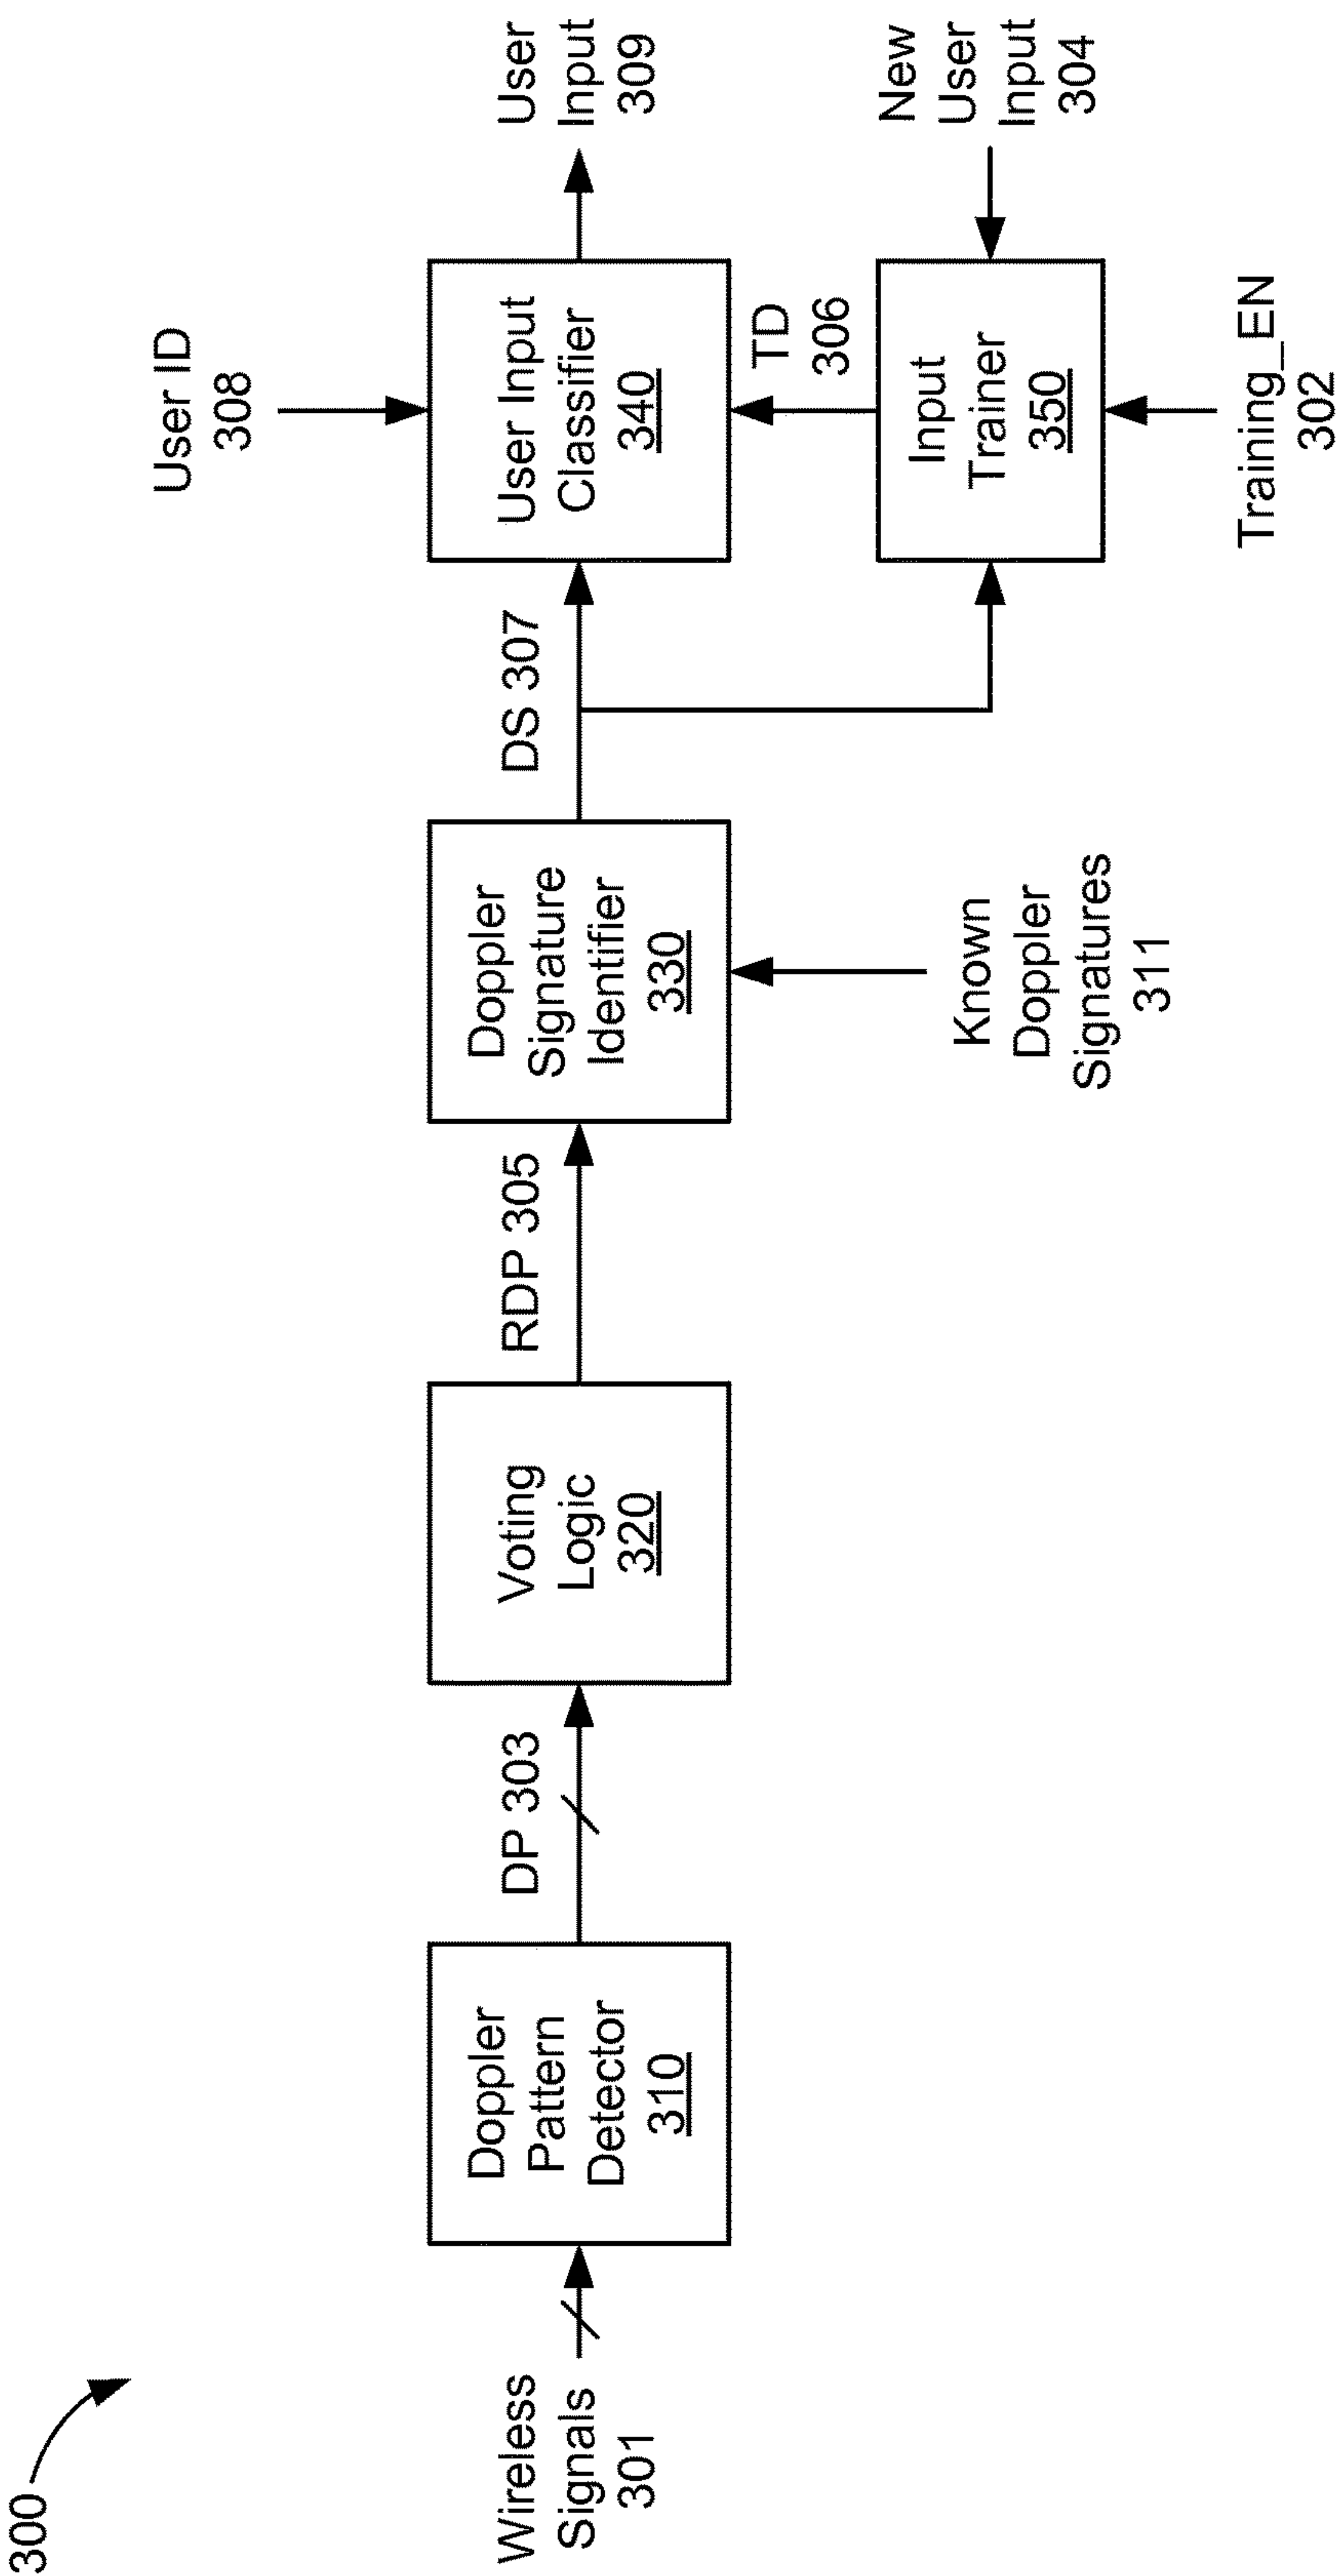 300
Wireless
Signals
301
Doppler
Pattern
Detector
310
DP 303
Voting
Logic
320
RDP 305
Doppler
Signature
Identifier
330
Known
Doppler
Signatures
311
DS 307
User ID
308
User Input
Classifier
340
User
Input
309
TD
306
Input
Trainer
350
New
User
Input
304
Training_EN
302